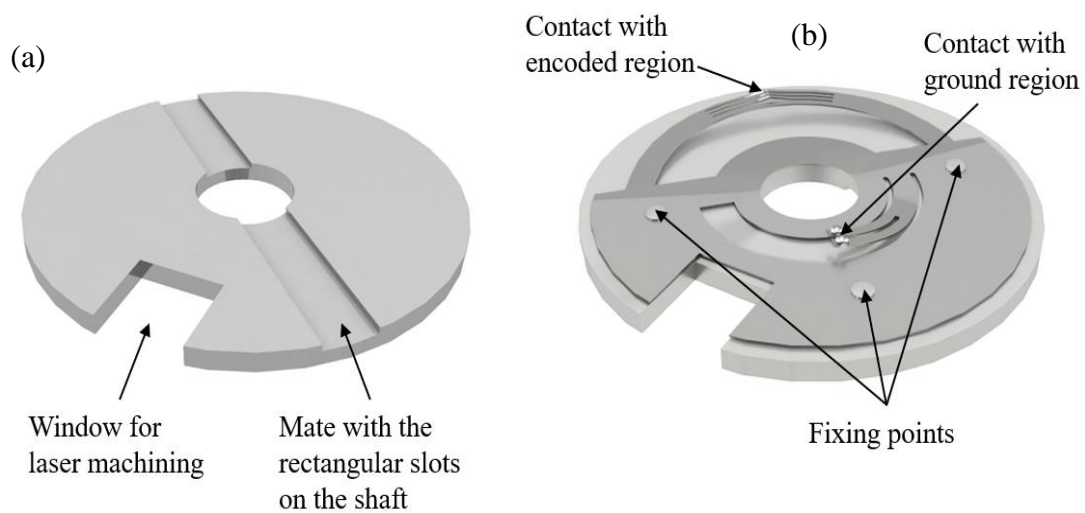 (a)
Window for
laser machining
Mate with the
rectangular slots
on the shaft
(b)
Contact with
encoded region
Contact with
ground region
Fixing points